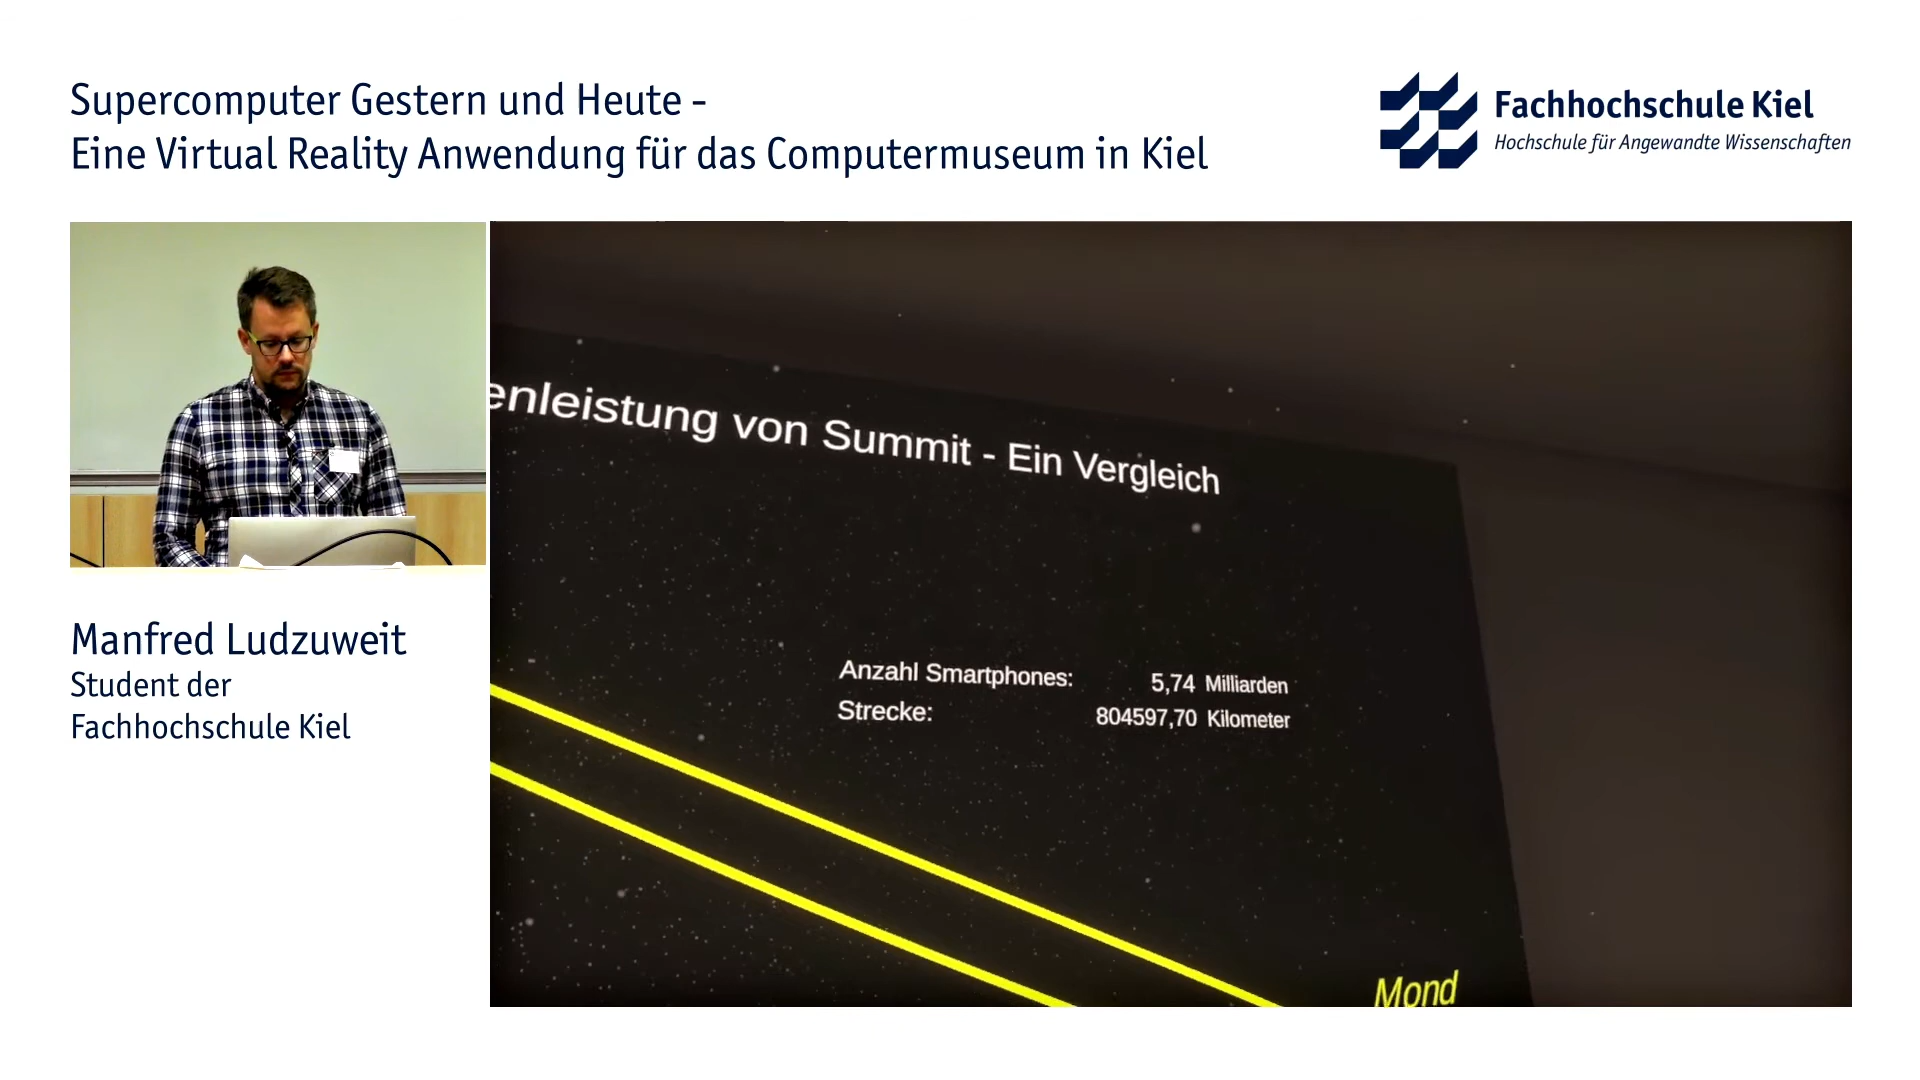 Supercomputer Gestern und Heute -
Eine Virtual Reality Anwendung für das Computermuseum in Kiel
Fachhochschule Kiel
Hochschule für Angewandte Wissenschaften
enleistung von Summit - Ein Vergleich
Anzahl Smartphones: 5,74 Milliarden
Strecke: 804597,70 Kilometer
Mond
Manfred Ludzuweit
Student der
Fachhochschule Kiel